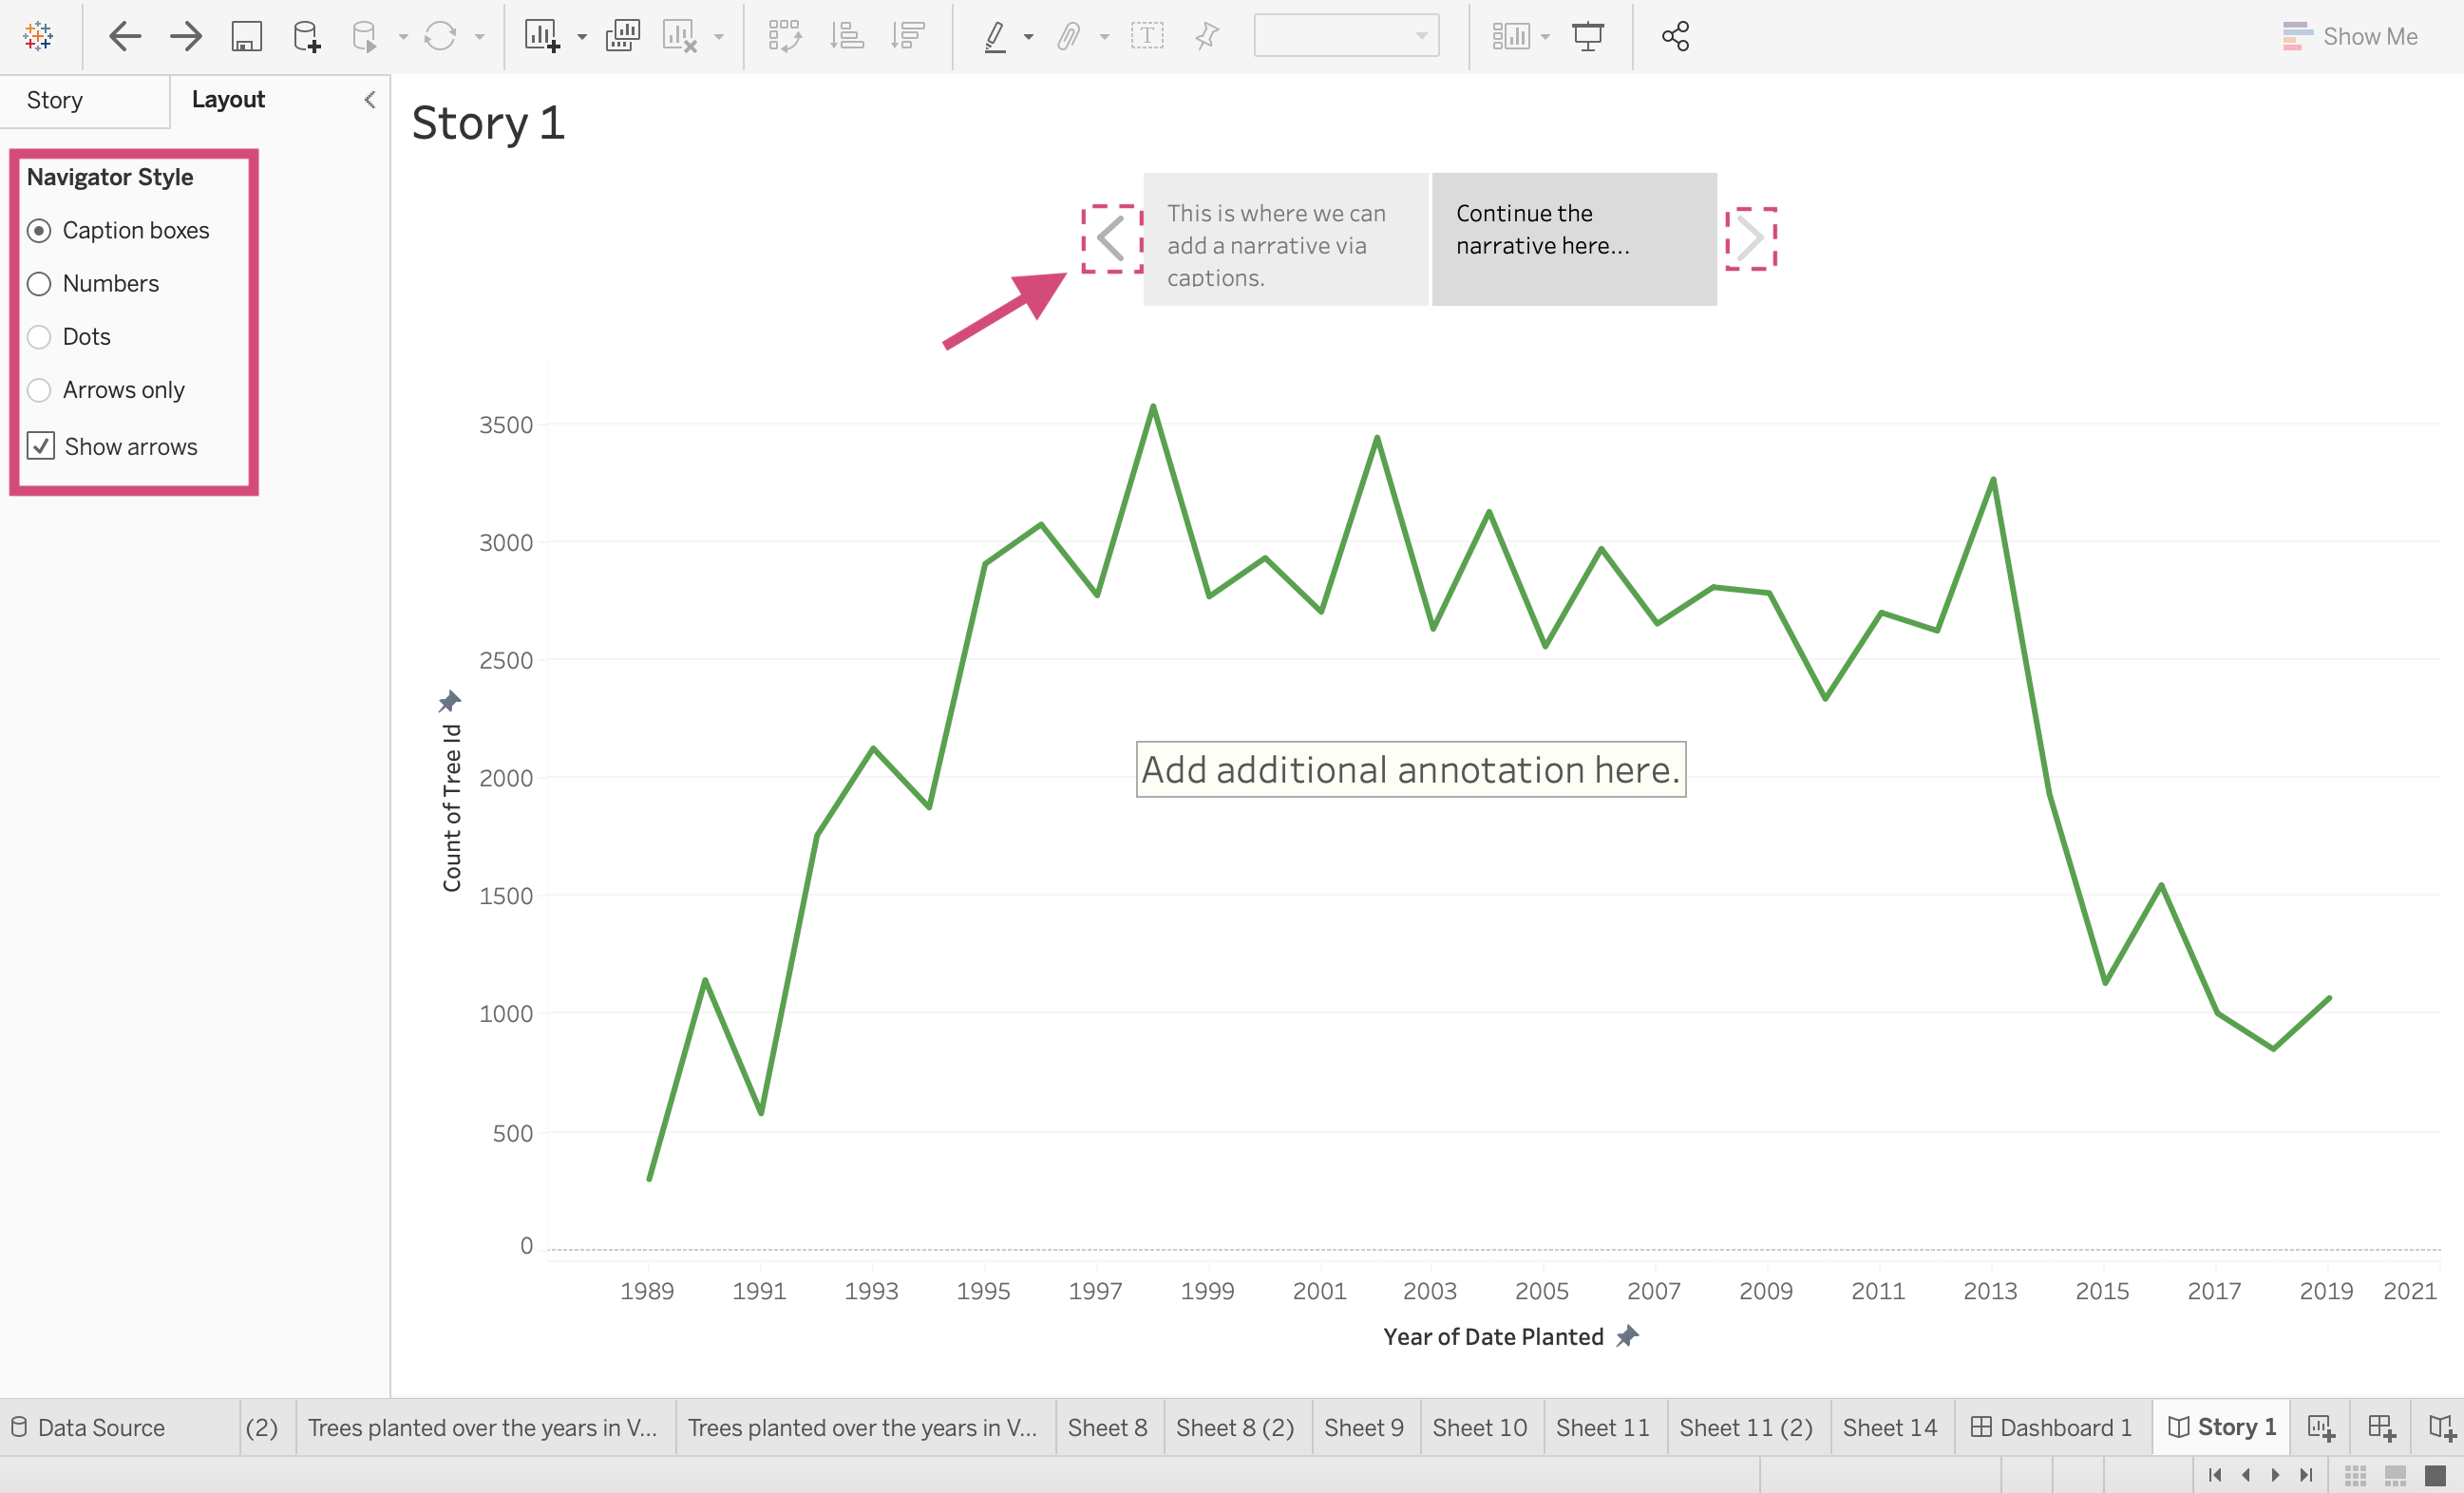 Show Me
Story
Layout
Navigator Style
Caption boxes
Numbers
Dots
Arrows only
Show arrows
Story 1
This is where we can
add a narrative via
captions.
Continue the
narrative here...
3500
3000
2500
2000
1500
1000
500
0
Count of Tree Id
Add additional annotation here.
1989 1991 1993 1995 1997 1999 2001 2003 2005 2007 2009 2011 2013 2015 2017 2019 2021
Year of Date Planted
Data Source (2) Trees planted over the years in V... Trees planted over the years in V... Sheet 8 Sheet 8 (2) Sheet 9 Sheet 10 Sheet 11 Sheet 11 (2) Sheet 14 Dashboard 1 Story 1